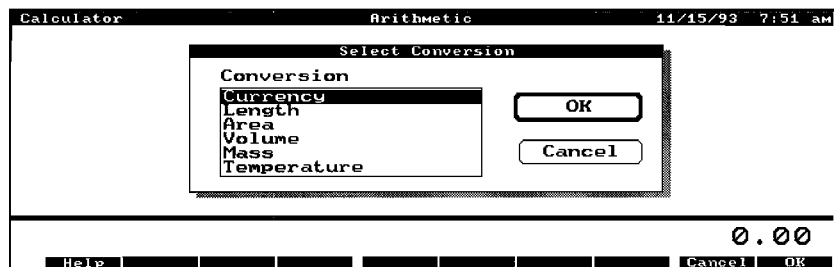 Calculator Arithmetic 11/15/93 7:51 am
Select Conversion
Conversion
Currency
Length
Area
Volume
Mass
Temperature
OK
Cancel
0.00
Help Cancel OK